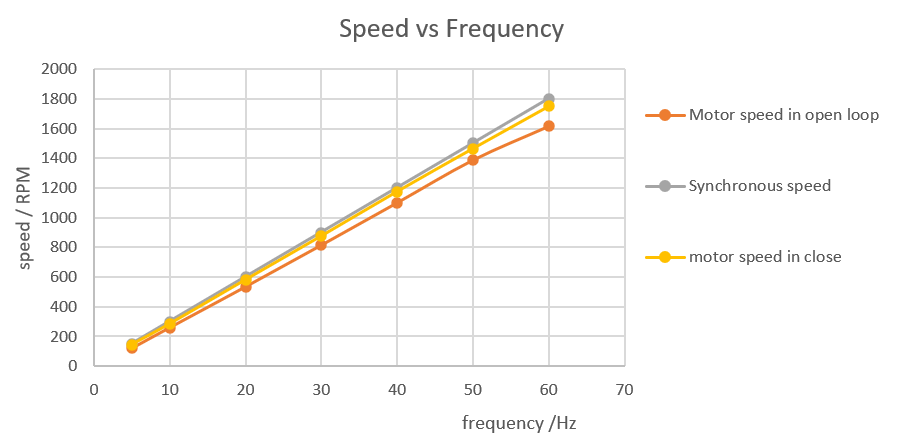 Speed vs Frequency
2000
1800
1600
1400
1200
1000
800
600
400
200
0
0 10 20 30 40 50 60 70
speed / RPM
frequency /Hz
Motor speed in open loop
Synchronous speed
motor speed in close